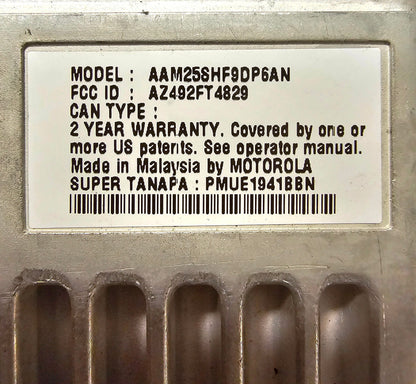 MODEL : AAM25SHF9DP6AN
FCC ID : AZ492FT4829
CAN TYPE :
2 YEAR WARRANTY. Covered by one or
more US patents. See operator manual.
Made in Malaysia by MOTOROLA
SUPER TANAPA : PMUE1941BBN